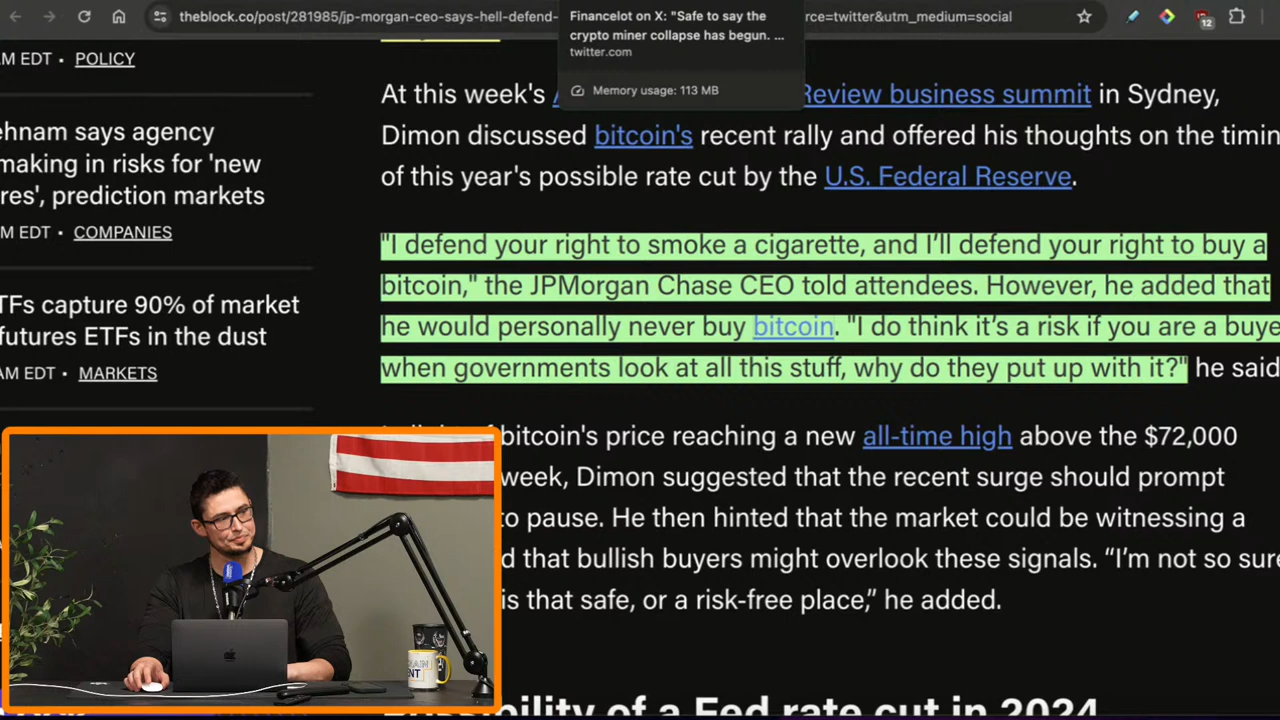 theblock.co/post/281985/jp-morgan-ceo-says-hell-defend-
Financelot on X: "Safe to say the
crypto miner collapse has begun. ...
twitter.com
Memory usage: 113 MB
rce=twitter&utm_medium=social
12
AM EDT • POLICY
ehnam says agency
making in risks for 'new
res', prediction markets
AM EDT • COMPANIES
TFs capture 90% of market
futures ETFs in the dust
AM EDT • MARKETS
At this week's Review business summit in Sydney,
Dimon discussed bitcoin's recent rally and offered his thoughts on the timin
of this year's possible rate cut by the U.S. Federal Reserve.
"I defend your right to smoke a cigarette, and I'll defend your right to buy a
bitcoin," the JPMorgan Chase CEO told attendees. However, he added that
he would personally never buy bitcoin. "I do think it's a risk if you are a buye
when governments look at all this stuff, why do they put up with it?" he said
bitcoin's price reaching a new all-time high above the $72,000
week, Dimon suggested that the recent surge should prompt
to pause. He then hinted that the market could be witnessing a
d that bullish buyers might overlook these signals. “I'm not so sure
is that safe, or a risk-free place,” he added.
Possibility of a Fed rate cut in 2024